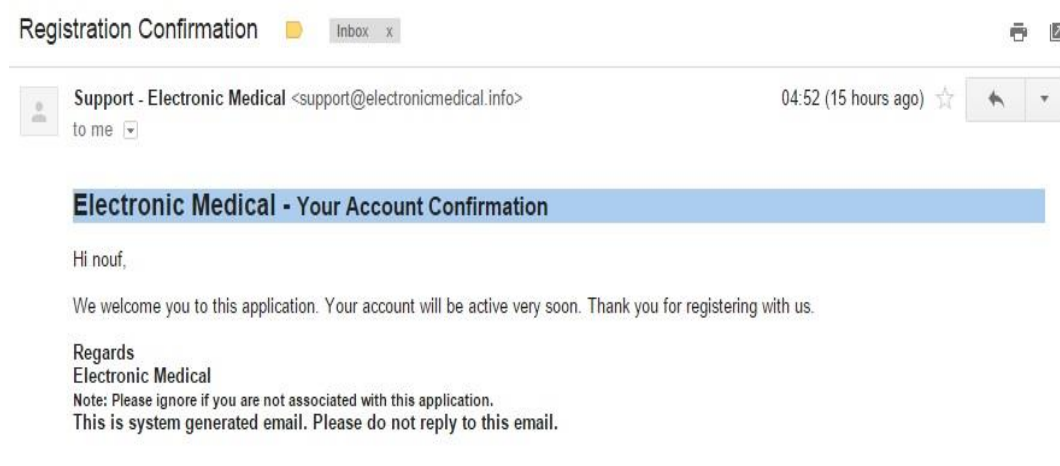 Registration Confirmation
Inbox x
Support - Electronic Medical <support@electronicmedical.info>
04:52 (15 hours ago)
to me
Electronic Medical - Your Account Confirmation
Hi nouf,
We welcome you to this application. Your account will be active very soon. Thank you for registering with us.
Regards
Electronic Medical
Note: Please ignore if you are not associated with this application.
This is system generated email. Please do not reply to this email.